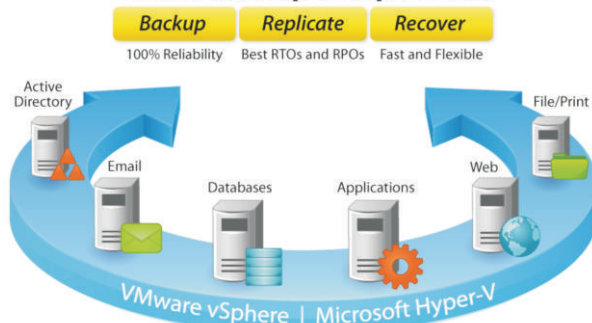 Backup Replicate Recover
100% Reliability Best RTOs and RPOs Fast and Flexible
Active
Directory
File/Print
Email
Web
Databases
Applications
VMware vSphere | Microsoft Hyper-V